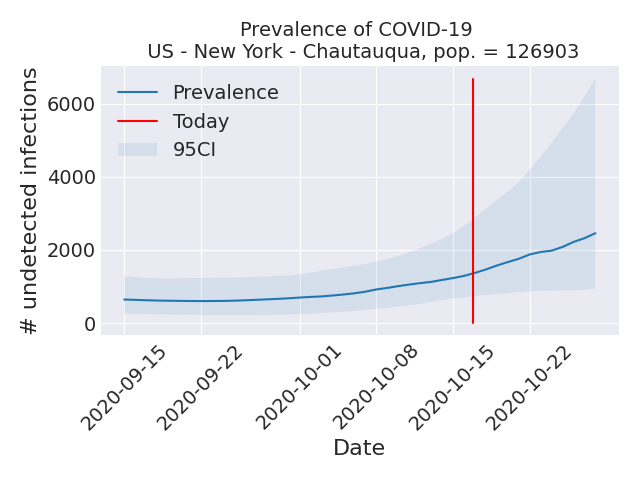 Prevalence of COVID-19
US - New York - Chautauqua, pop. = 126903
# undetected infections
6000
4000
2000
0
Prevalence
Today
95CI
2020-09-15
2020-09-22
2020-10-01
2020-10-08
2020-10-15
2020-10-22
Date